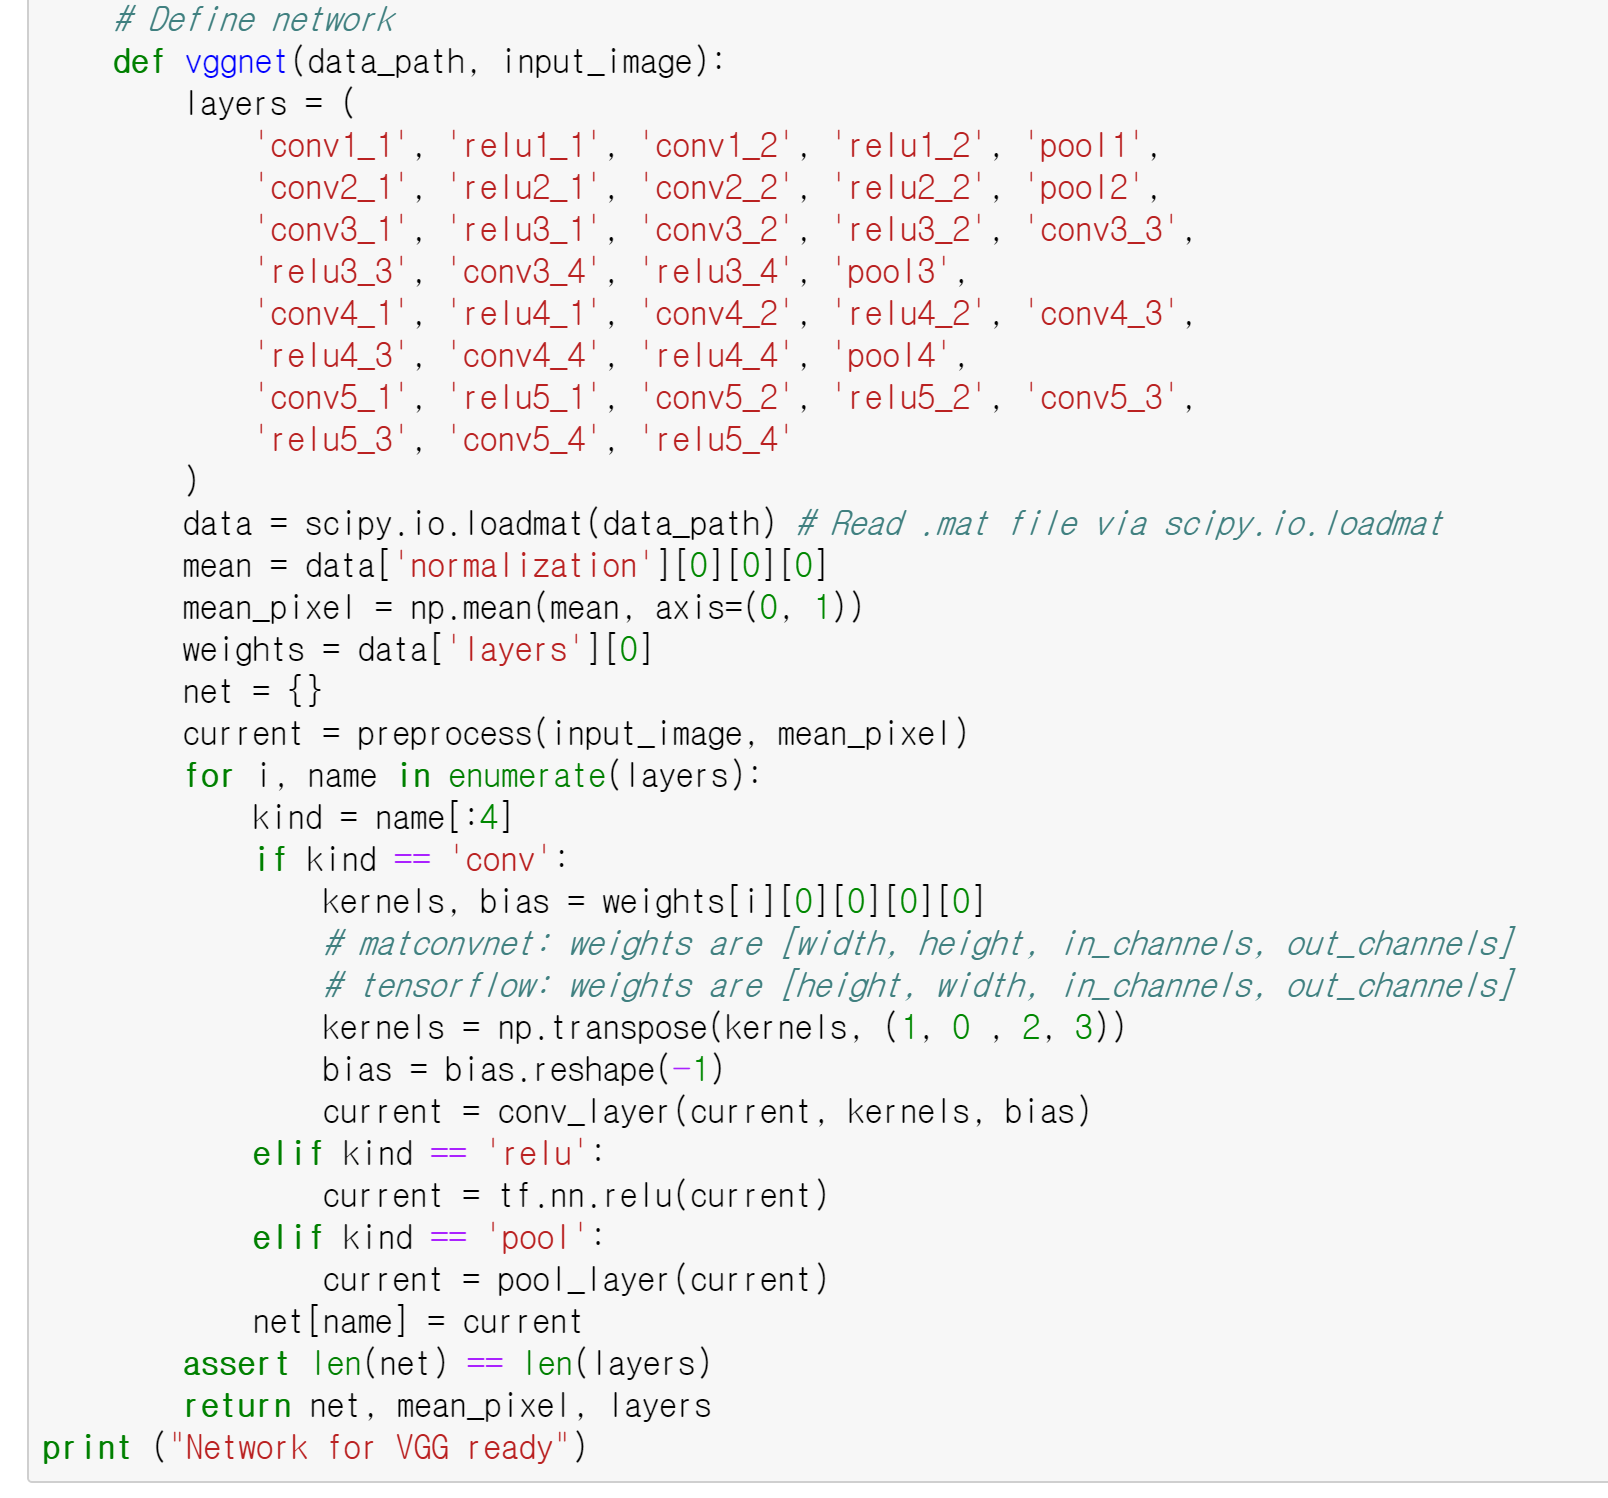 # Define network
def vggnet(data_path, input_image):
layers = (
'conv1_1', 'relu1_1', 'conv1_2', 'relu1_2', 'pool1',
'conv2_1', 'relu2_1', 'conv2_2', 'relu2_2', 'pool2',
'conv3_1', 'relu3_1', 'conv3_2', 'relu3_2', 'conv3_3',
'relu3_3', 'conv3_4', 'relu3_4', 'pool3',
'conv4_1', 'relu4_1', 'conv4_2', 'relu4_2', 'conv4_3',
'relu4_3', 'conv4_4', 'relu4_4', 'pool4',
'conv5_1', 'relu5_1', 'conv5_2', 'relu5_2', 'conv5_3',
'relu5_3', 'conv5_4', 'relu5_4'
)
data = scipy.io.loadmat(data_path) # Read .mat file via scipy.io.loadmat
mean = data['normalization'][0][0][0]
mean_pixel = np.mean(mean, axis=(0, 1))
weights = data['layers'][0]
net = {}
current = preprocess(input_image, mean_pixel)
for i, name in enumerate(layers):
kind = name[:4]
if kind == 'conv':
kernels, bias = weights[i][0][0][0][0]
# matconvnet: weights are [width, height, in_channels, out_channels]
# tensorflow: weights are [height, width, in_channels, out_channels]
kernels = np.transpose(kernels, (1, 0 , 2, 3))
bias = bias.reshape(-1)
current = conv_layer(current, kernels, bias)
elif kind == 'relu':
current = tf.nn.relu(current)
elif kind == 'pool':
current = pool_layer(current)
net[name] = current
assert len(net) == len(layers)
return net, mean_pixel, layers
print ("Network for VGG ready")